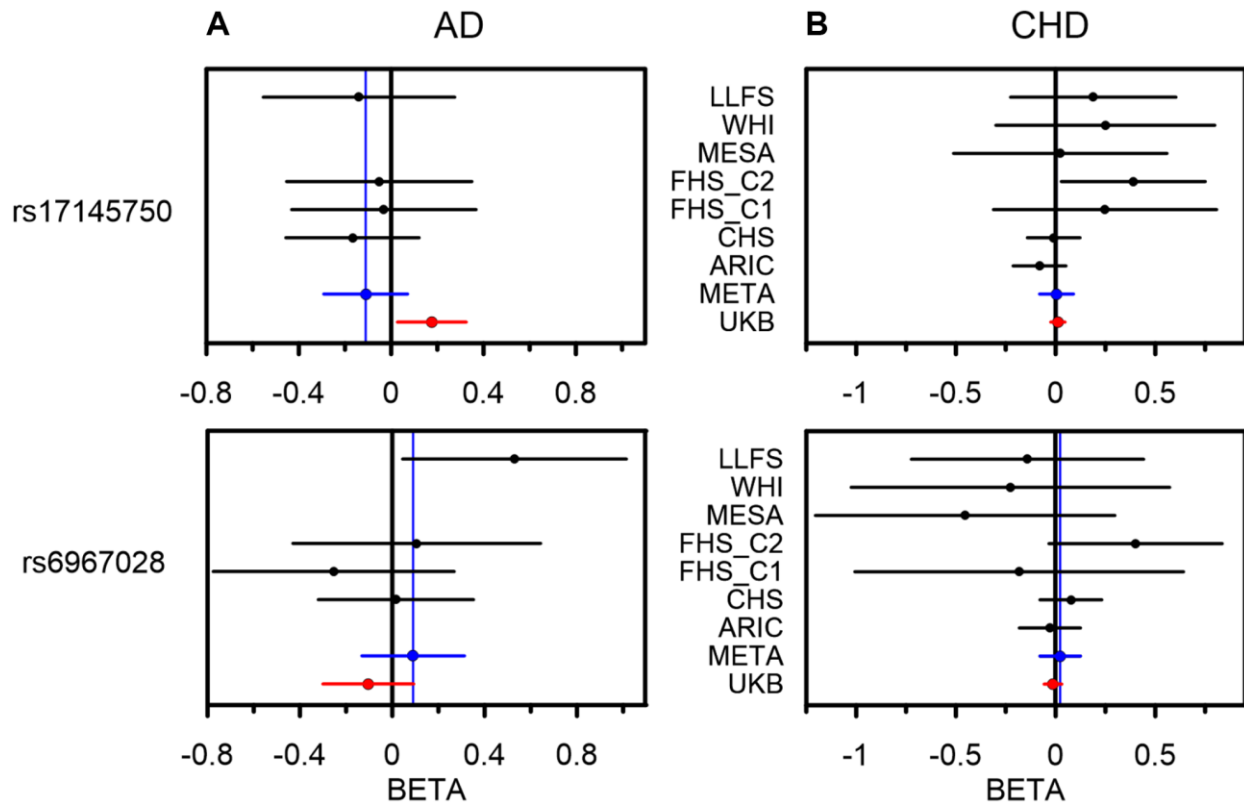 A AD B CHD
rs17145750
LLFS
WHI
MESA
FHS_C2
FHS_C1
CHS
ARIC
META
UKB
-0.8 -0.4 0 0.4 0.8
-1 -0.5 0 0.5
rs6967028
LLFS
WHI
MESA
FHS_C2
FHS_C1
CHS
ARIC
META
UKB
-0.8 -0.4 0 0.4 0.8
-1 -0.5 0 0.5
BETA BETA